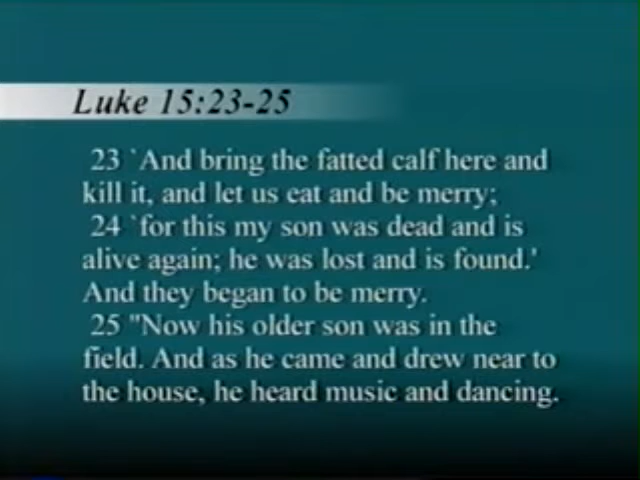 Luke 15:23-25
23 `And bring the fatted calf here and
kill it, and let us eat and be merry;
24 `for this my son was dead and is
alive again; he was lost and is found.'
And they began to be merry.
25 "Now his older son was in the
field. And as he came and drew near to
the house, he heard music and dancing.